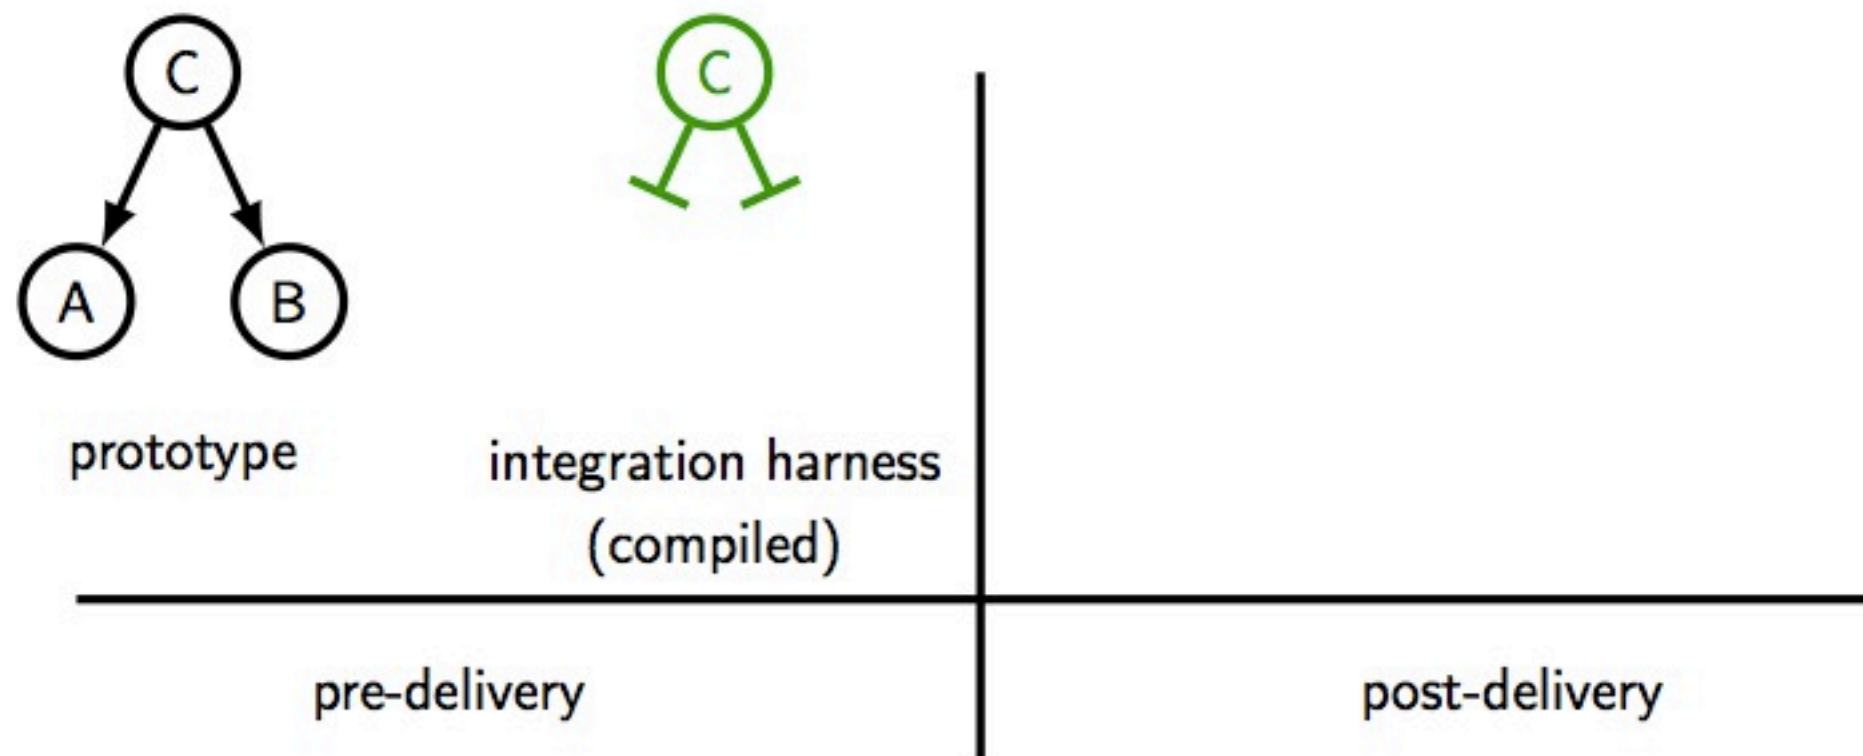 C
C
A
B
prototype
integration harness
(compiled)
pre-delivery
post-delivery